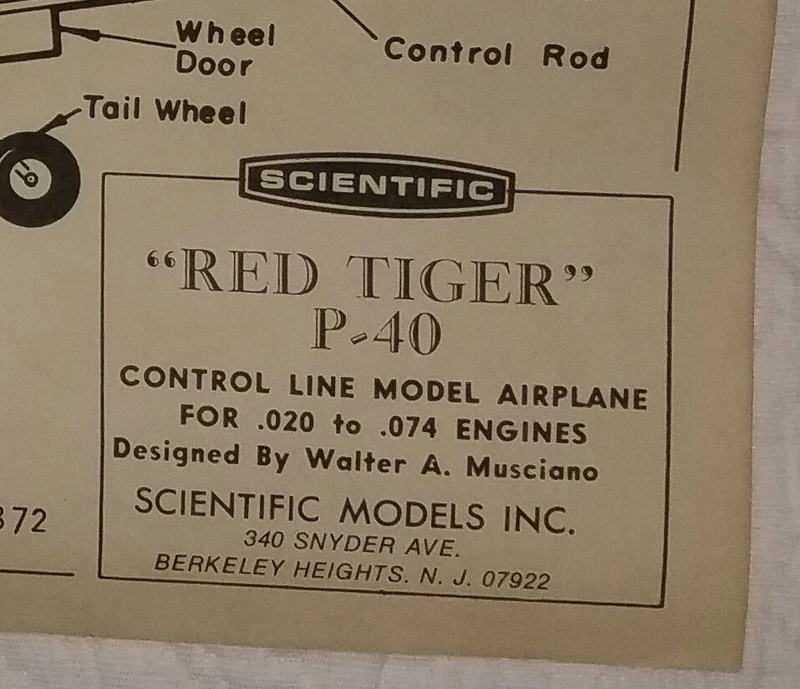 Wheel
Door
Control Rod
Tail Wheel
SCIENTIFIC
“RED TIGER”
P-40
CONTROL LINE MODEL AIRPLANE
FOR .020 to .074 ENGINES
Designed By Walter A. Musciano
SCIENTIFIC MODELS INC.
340 SNYDER AVE.
BERKELEY HEIGHTS. N. J. 07922
372